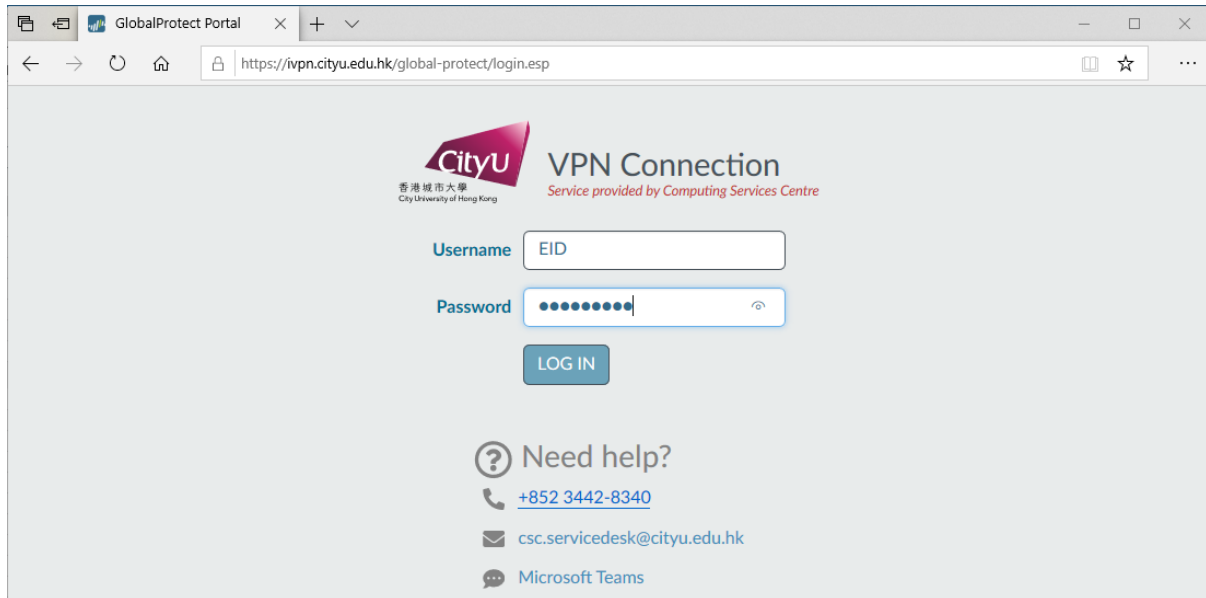 GlobalProtect Portal
https://ivpn.cityu.edu.hk/global-protect/login.esp
CityU
香港城市大學
City University of Hong Kong
VPN Connection
Service provided by Computing Services Centre
Username EID
Password •••••••••
LOG IN
Need help?
+852 3442-8340
csc.servicedesk@cityu.edu.hk
Microsoft Teams